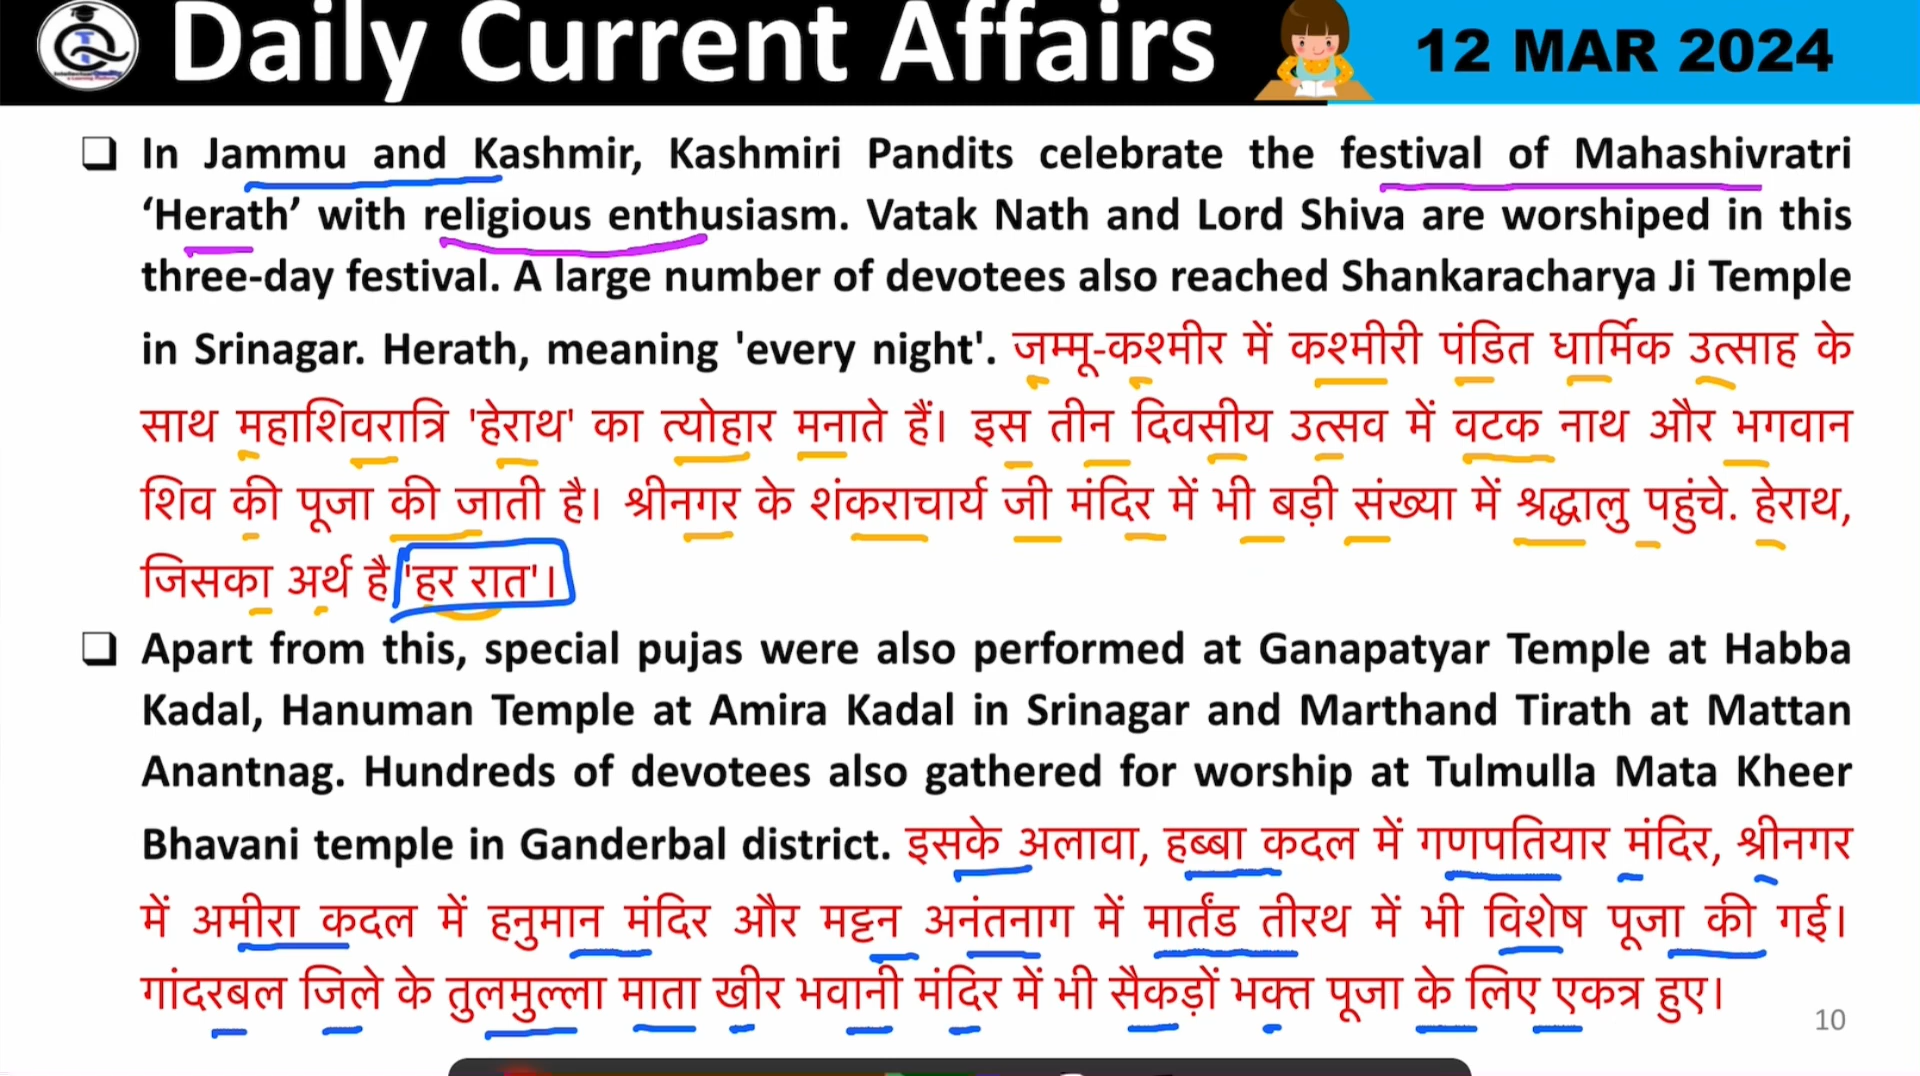 Daily Current Affairs
12 MAR 2024
In Jammu and Kashmir, Kashmiri Pandits celebrate the festival of Mahashivratri
‘Herath’ with religious enthusiasm. Vatak Nath and Lord Shiva are worshiped in this
three-day festival. A large number of devotees also reached Shankaracharya Ji Temple
in Srinagar. Herath, meaning 'every night'. जम्मू-कश्मीर में कश्मीरी पंडित धार्मिक उत्साह के
साथ महाशिवरात्रि 'हेराथ' का त्योहार मनाते हैं। इस तीन दिवसीय उत्सव में वटक नाथ और भगवान
शिव की पूजा की जाती है। श्रीनगर के शंकराचार्य जी मंदिर में भी बड़ी संख्या में श्रद्धालु पहुंचे. हेराथ,
जिसका अर्थ है 'हर रात'।
Apart from this, special pujas were also performed at Ganapatyar Temple at Habba
Kadal, Hanuman Temple at Amira Kadal in Srinagar and Marthand Tirath at Mattan
Anantnag. Hundreds of devotees also gathered for worship at Tulmulla Mata Kheer
Bhavani temple in Ganderbal district. इसके अलावा, हब्बा कदल में गणपतियार मंदिर, श्रीनगर
में अमीरा कदल में हनुमान मंदिर और मट्टन अनंतनाग में मार्तंड तीरथ में भी विशेष पूजा की गई।
गांदरबल जिले के तुलमुल्ला माता खीर भवानी मंदिर में भी सैकड़ों भक्त पूजा के लिए एकत्र हुए।
10